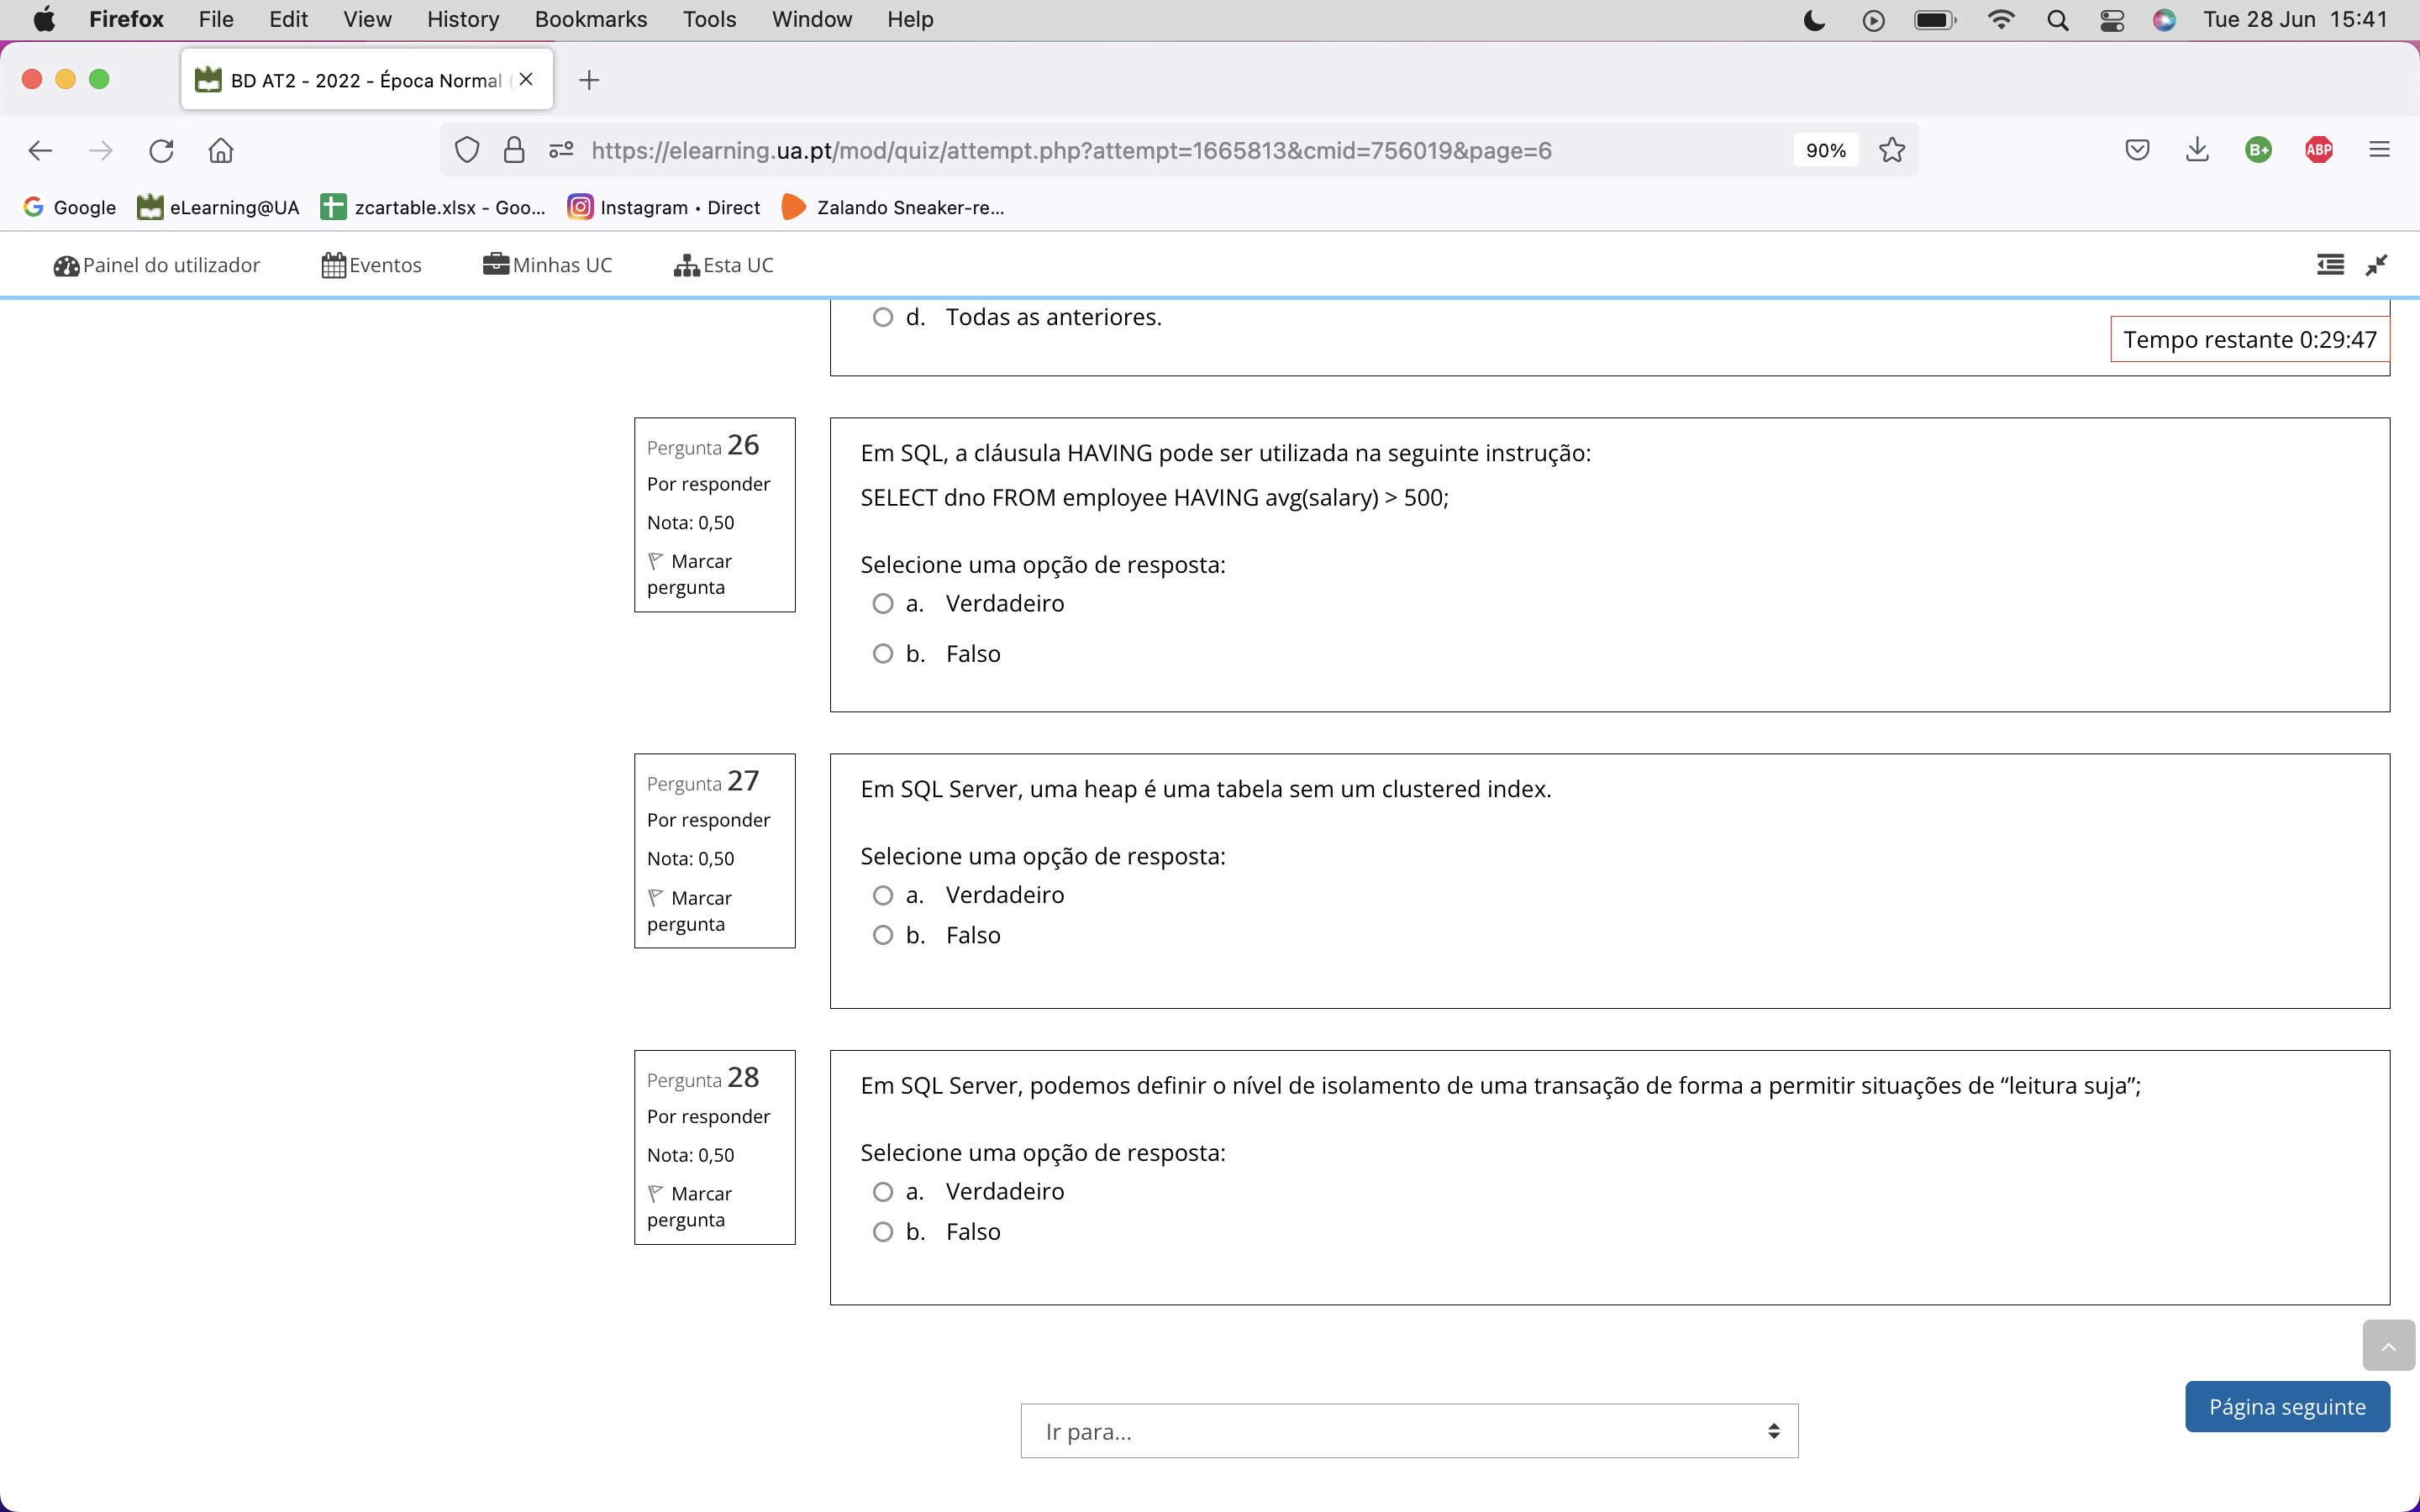 Firefox File Edit View History Bookmarks Tools Window Help Tue 28 Jun 15:41
BD AT2 - 2022 - Época Normal (
https://elearning.ua.pt/mod/quiz/attempt.php?attempt=1665813&cmid=756019&page=6 90% B+ ABP
Google eLearning@UA zcartable.xlsx - Goo... Instagram • Direct Zalando Sneaker-re...
Painel do utilizador Eventos Minhas UC Esta UC
d. Todas as anteriores.
Tempo restante 0:29:47
Pergunta 26
Por responder
Nota: 0,50
Marcar
pergunta
Em SQL, a cláusula HAVING pode ser utilizada na seguinte instrução:
SELECT dno FROM employee HAVING avg(salary) > 500;
Selecione uma opção de resposta:
a. Verdadeiro
b. Falso
Pergunta 27
Por responder
Nota: 0,50
Marcar
pergunta
Em SQL Server, uma heap é uma tabela sem um clustered index.
Selecione uma opção de resposta:
a. Verdadeiro
b. Falso
Pergunta 28
Por responder
Nota: 0,50
Marcar
pergunta
Em SQL Server, podemos definir o nível de isolamento de uma transação de forma a permitir situações de “leitura suja”;
Selecione uma opção de resposta:
a. Verdadeiro
b. Falso
Página seguinte
Ir para...